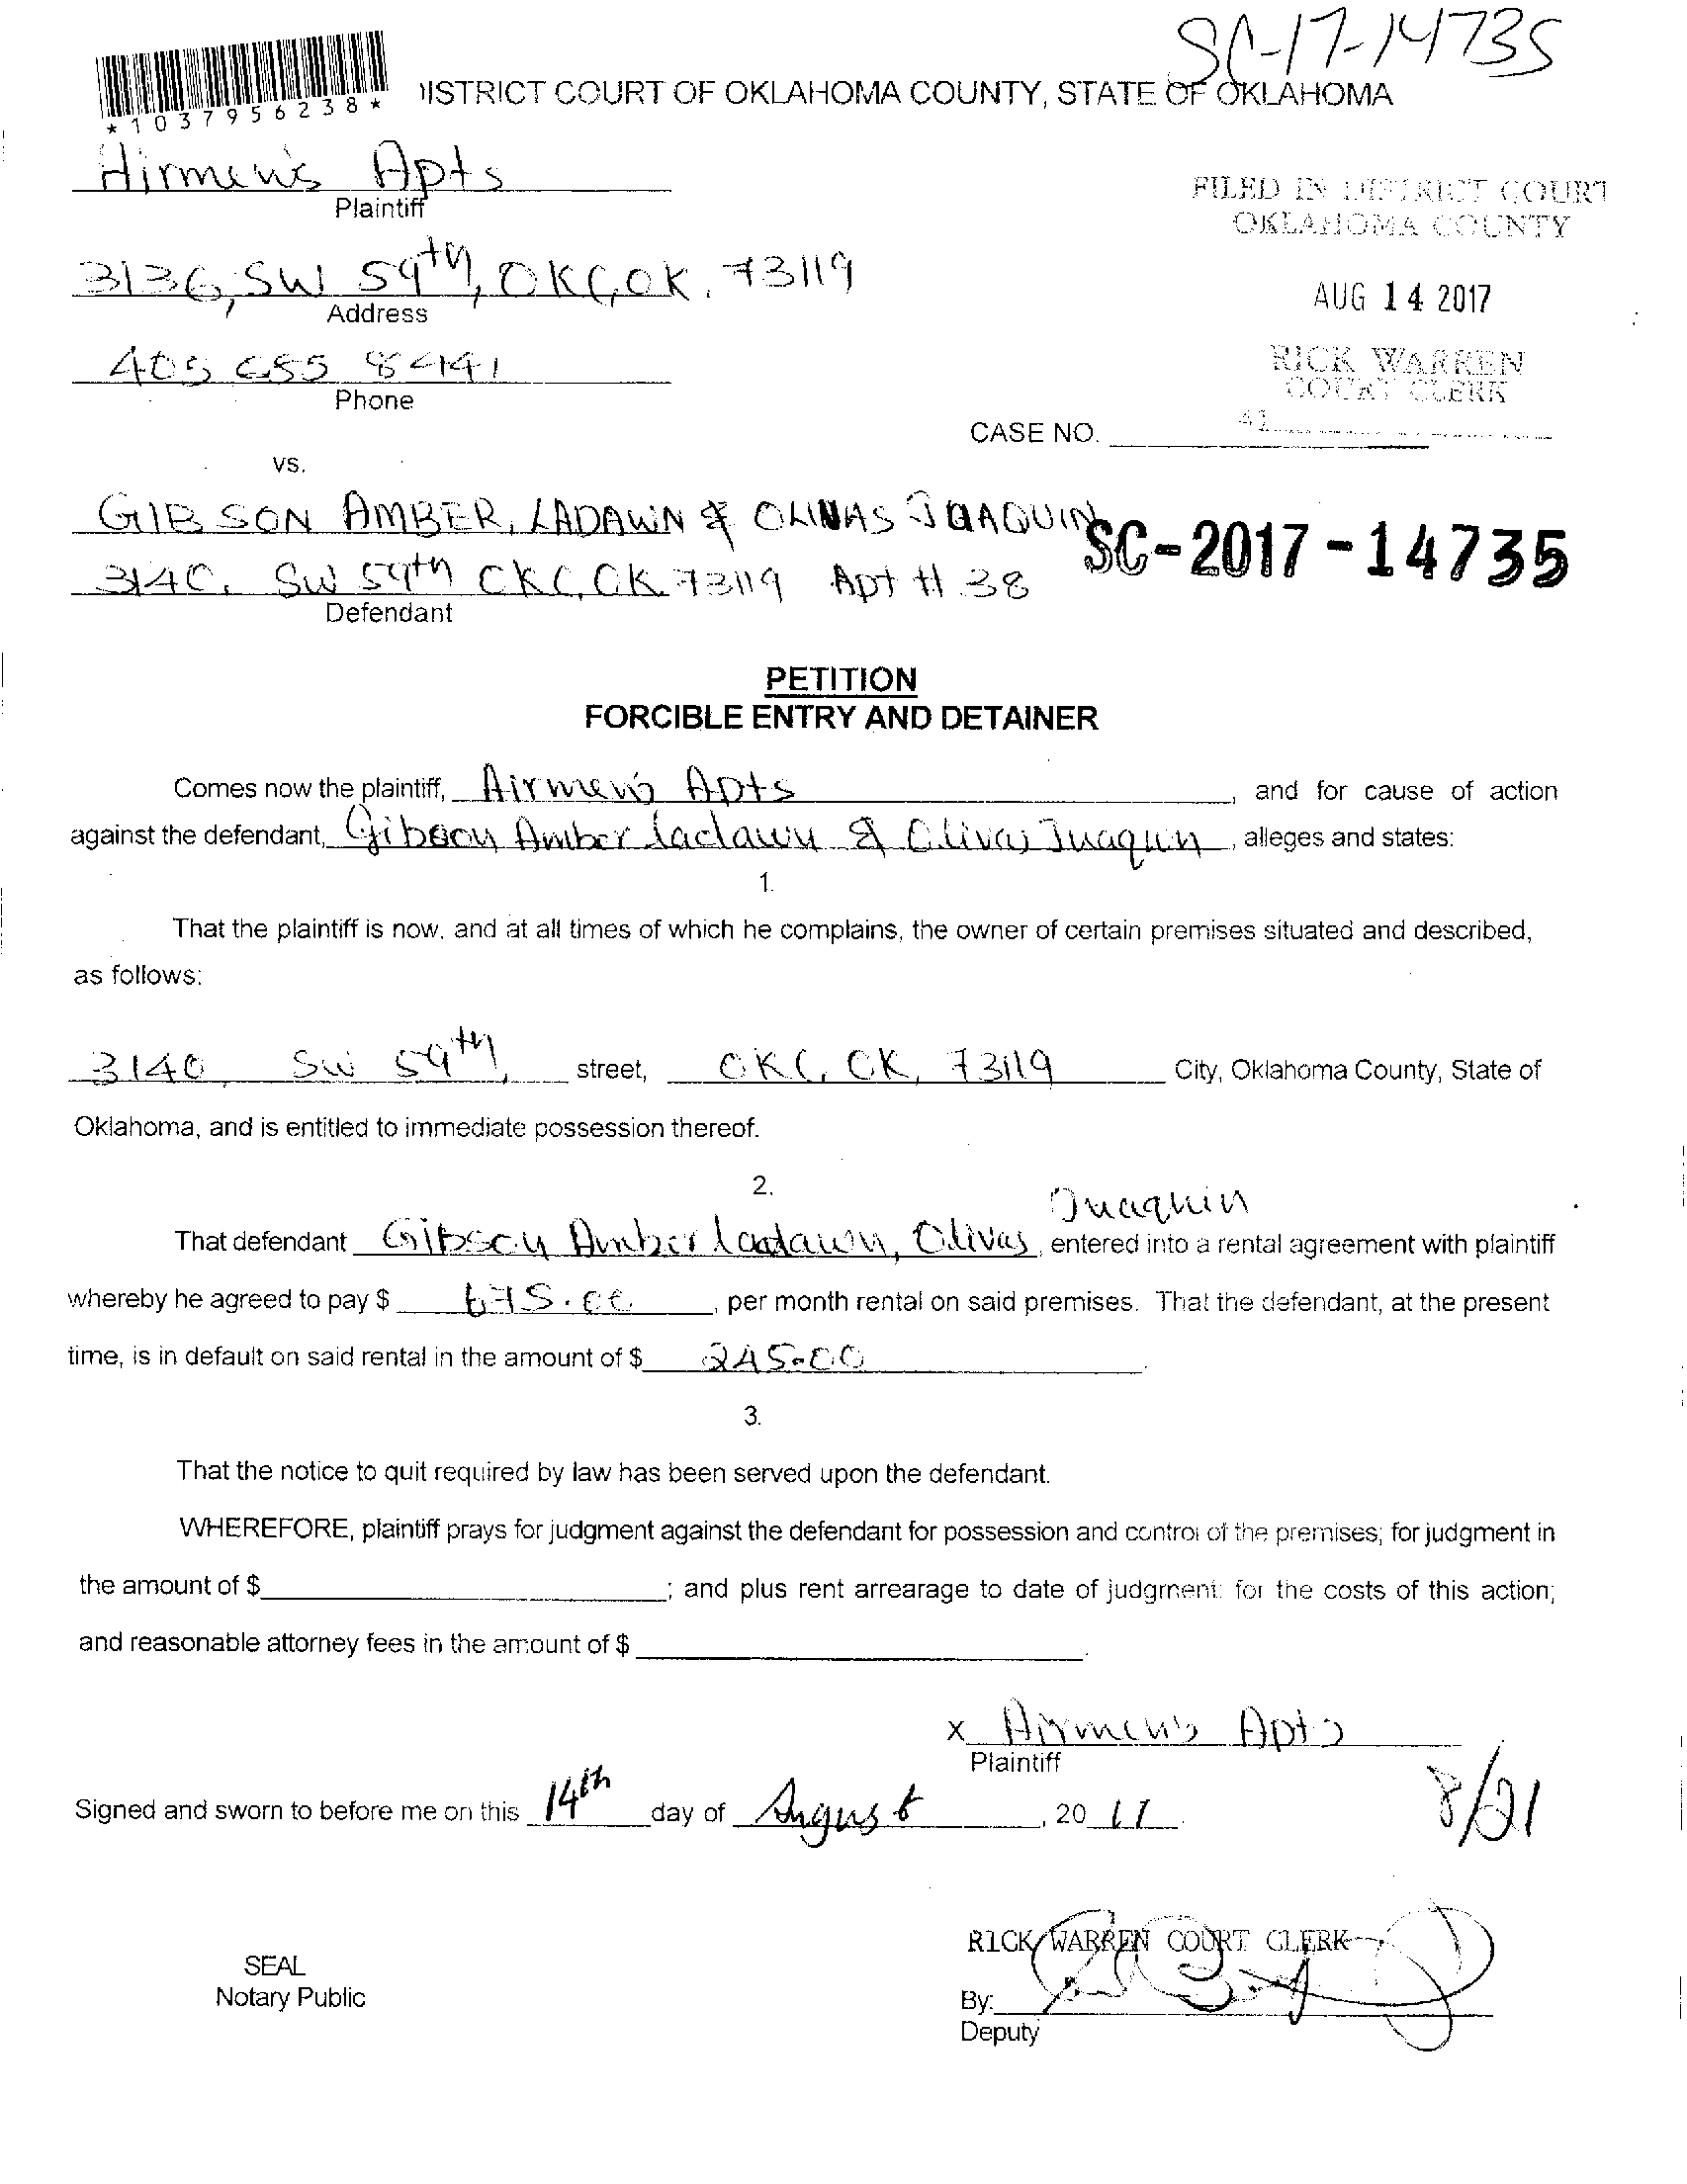 SC-17-14735
*1037956238*
DISTRICT COURT OF OKLAHOMA COUNTY, STATE OF OKLAHOMA
Airmen's Apts
Plaintiff
FILED IN DISTRICT COURT
OKLAHOMA COUNTY
3136, SW 59th, OKC, OK. 73119
Address
AUG 14 2017
405 655 8441
Phone
RICK WARREN
COURT CLERK
41
CASE NO.
vs.
GIBSON AMBER, LADAWN & OLIVAS JUAQUIN
SC-2017-14735
3140, SW 59th OKC, OK 73119 Apt # 38
Defendant
PETITION
FORCIBLE ENTRY AND DETAINER
Comes now the plaintiff, Airmen's Apts, and for cause of action
against the defendant, Gibson Amber ladawn & Olivas Juaquin, alleges and states:
1.
That the plaintiff is now, and at all times of which he complains, the owner of certain premises situated and described,
as follows:
3140, SW 59th, street, OKC, OK, 73119 City, Oklahoma County, State of
Oklahoma, and is entitled to immediate possession thereof.
2.
Juaquin
That defendant Gibson Amber ladawn, Olivas, entered into a rental agreement with plaintiff
whereby he agreed to pay $ 675.00, per month rental on said premises. That the defendant, at the present
time, is in default on said rental in the amount of $ 245.00.
3.
That the notice to quit required by law has been served upon the defendant.
WHEREFORE, plaintiff prays for judgment against the defendant for possession and control of the premises; for judgment in
the amount of $ ; and plus rent arrearage to date of judgment; for the costs of this action;
and reasonable attorney fees in the amount of $ .
x Airmen's Apts
Plaintiff
8/21
Signed and sworn to before me on this 14th day of August, 2017.
RICK WARREN COURT CLERK
SEAL
Notary Public
By:
Deputy